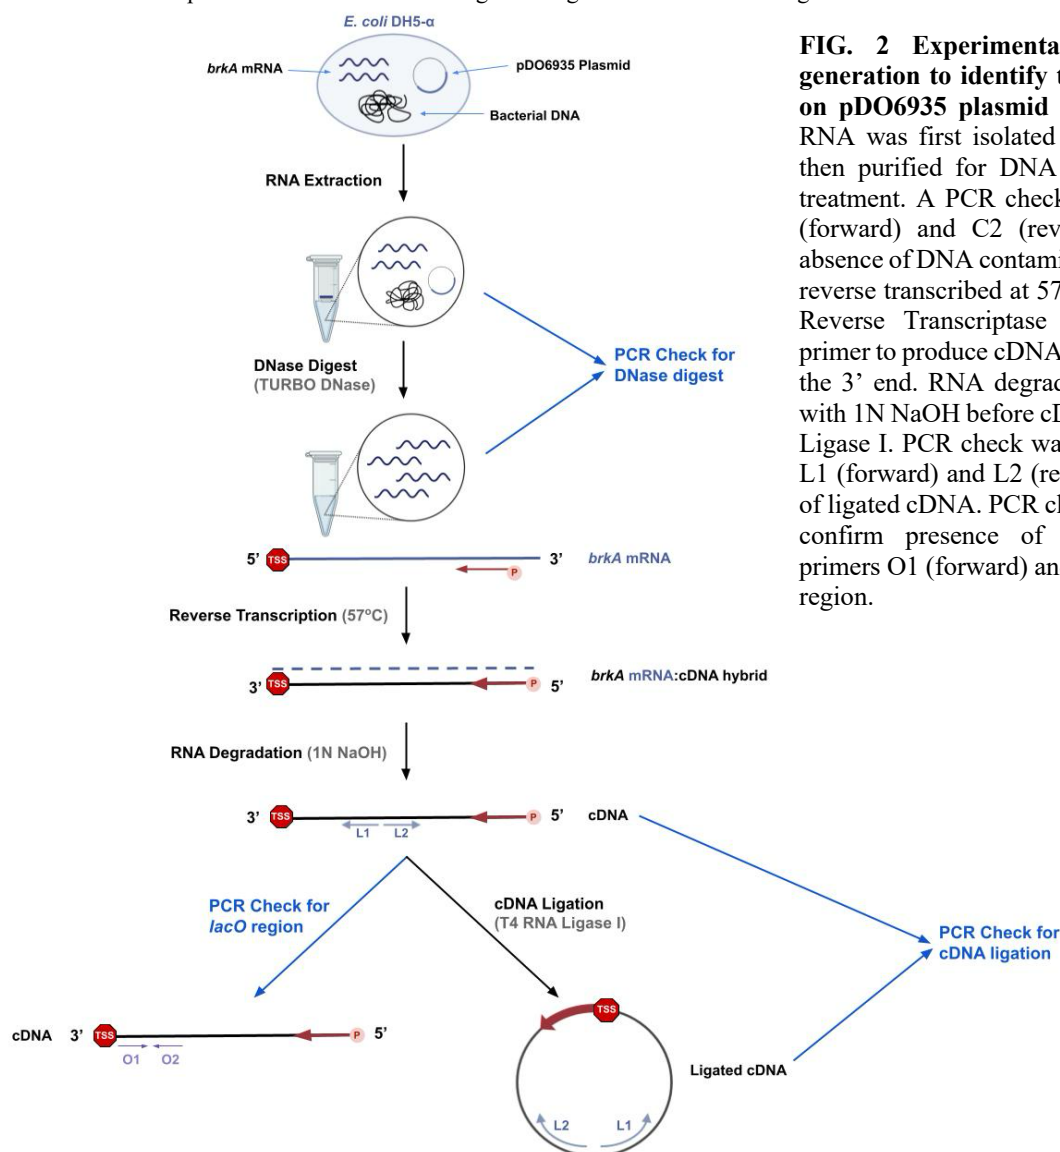 E. coli DH5-α
brkA mRNA
pDO6935 Plasmid
Bacterial DNA
RNA Extraction
DNase Digest
(TURBO DNase)
PCR Check for
DNase digest
5’ TSS 3’ brkA mRNA
P
Reverse Transcription (57ºC)
3’ TSS P 5’ brkA mRNA:cDNA hybrid
RNA Degradation (1N NaOH)
3’ TSS P 5’ cDNA
L1 L2
PCR Check for
lacO region
cDNA Ligation
(T4 RNA Ligase I)
PCR Check for
cDNA ligation
cDNA 3’ TSS P 5’
O1 O2
TSS
Ligated cDNA
L2 L1
FIG. 2 Experimenta
generation to identify t
on pDO6935 plasmid
RNA was first isolated
then purified for DNA
treatment. A PCR check
(forward) and C2 (rev
absence of DNA contami
reverse transcribed at 57
Reverse Transcriptase
primer to produce cDNA
the 3’ end. RNA degrad
with 1N NaOH before cD
Ligase I. PCR check wa
L1 (forward) and L2 (re
of ligated cDNA. PCR ch
confirm presence of
primers O1 (forward) an
region.